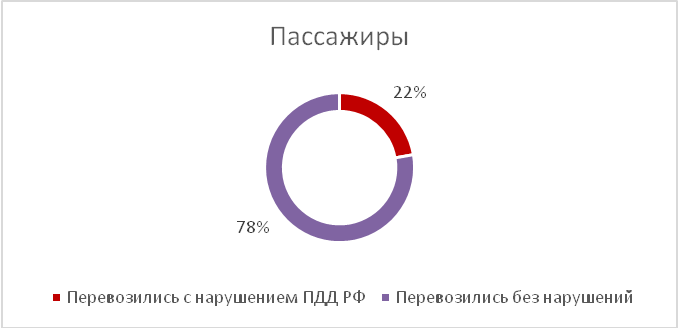 Пассажиры
22%
78%
Перевозились с нарушением ПДД РФ
Перевозились без нарушений